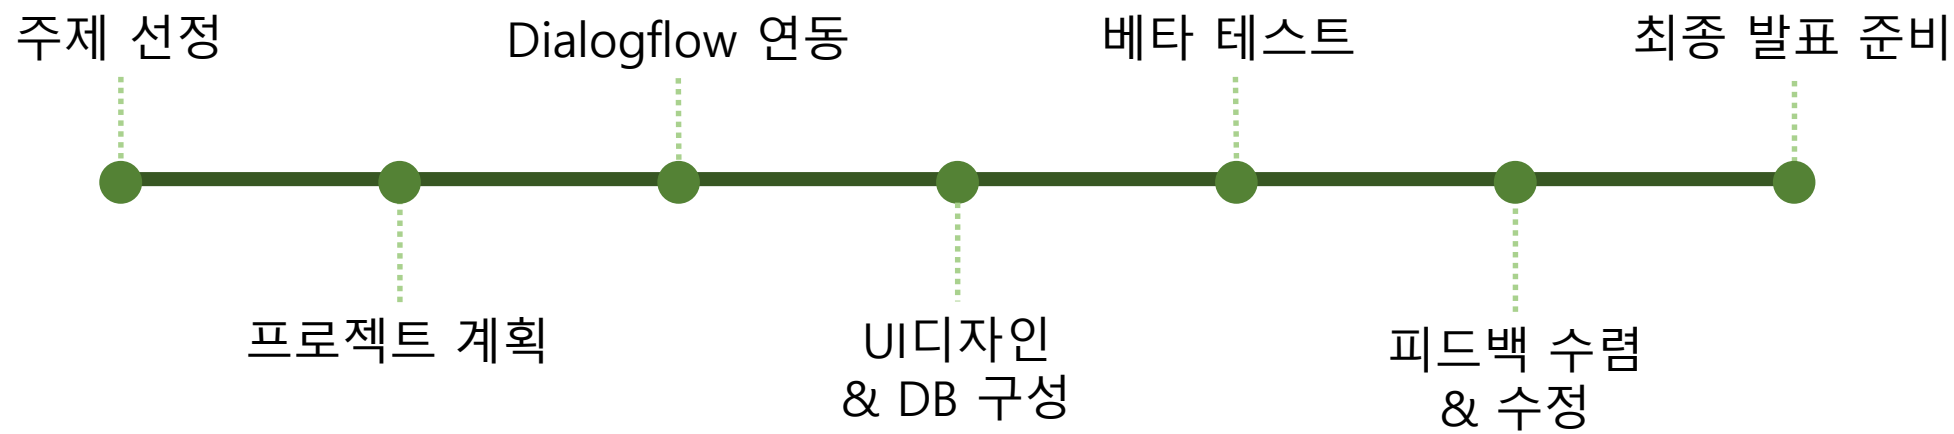 주제 선정
Dialogflow 연동
베타 테스트
최종 발표 준비
프로젝트 계획
UI디자인
& DB 구성
피드백 수렴
& 수정